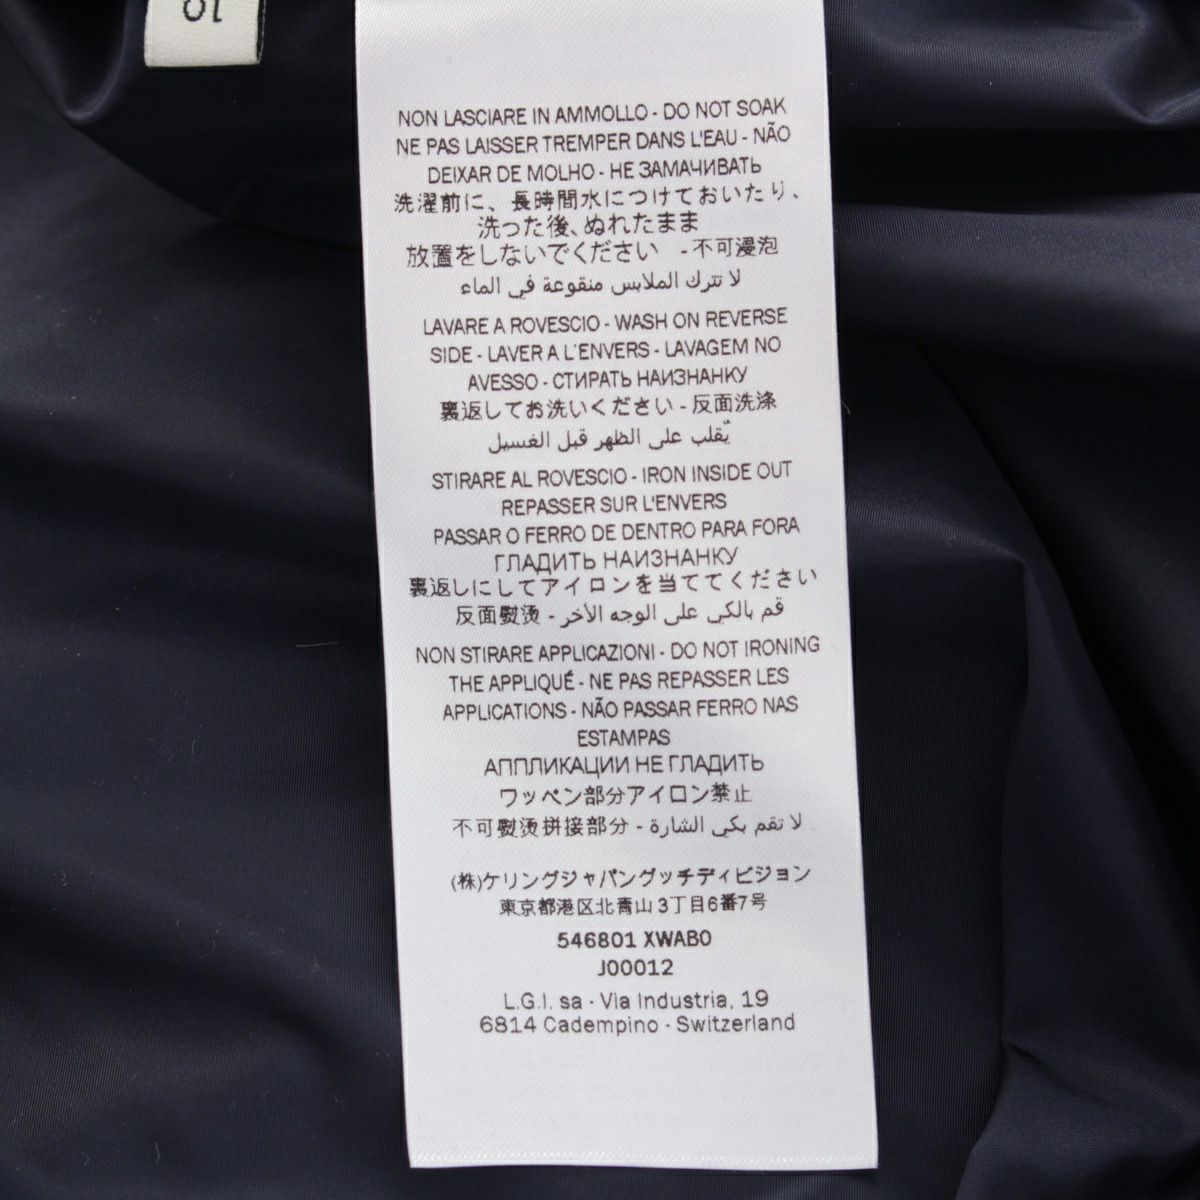 10
NON LASCIARE IN AMMOLLO - DO NOT SOAK
NE PAS LAISSER TREMPER DANS L'EAU - NÃO
DEIXAR DE MOLHO - НЕ ЗАМАЧИВАТЬ
洗濯前に、長時間水につけておいたり、
洗った後、ぬれたまま
放置をしないでください - 不可浸泡
لا تترك الملابس منقوعة في الماء
LAVARE A ROVESCIO - WASH ON REVERSE
SIDE - LAVER A L'ENVERS - LAVAGEM NO
AVESSO - СТИРАТЬ НАИЗНАНКУ
裏返してお洗いください - 反面洗涤
يُقلب على الظهر قبل الغسيل
STIRARE AL ROVESCIO - IRON INSIDE OUT
REPASSER SUR L'ENVERS
PASSAR O FERRO DE DENTRO PARA FORA
ГЛАДИТЬ НАИЗНАНКУ
裏返しにしてアイロンを当ててください
反面熨烫 - قم بالكي على الوجه الآخر
NON STIRARE APPLICAZIONI - DO NOT IRONING
THE APPLIQUÉ - NE PAS REPASSER LES
APPLICATIONS - NÃO PASSAR FERRO NAS
ESTAMPAS
АППЛИКАЦИИ НЕ ГЛАДИТЬ
ワッペン部分アイロン禁止
不可熨烫拼接部分 - لا تقم بكي الشارة
(株)ケリングジャパングッチディビジョン
東京都港区北青山3丁目6番7号
546801 XWABO
J00012
L.G.I. sa - Via Industria, 19
6814 Cadempino - Switzerland